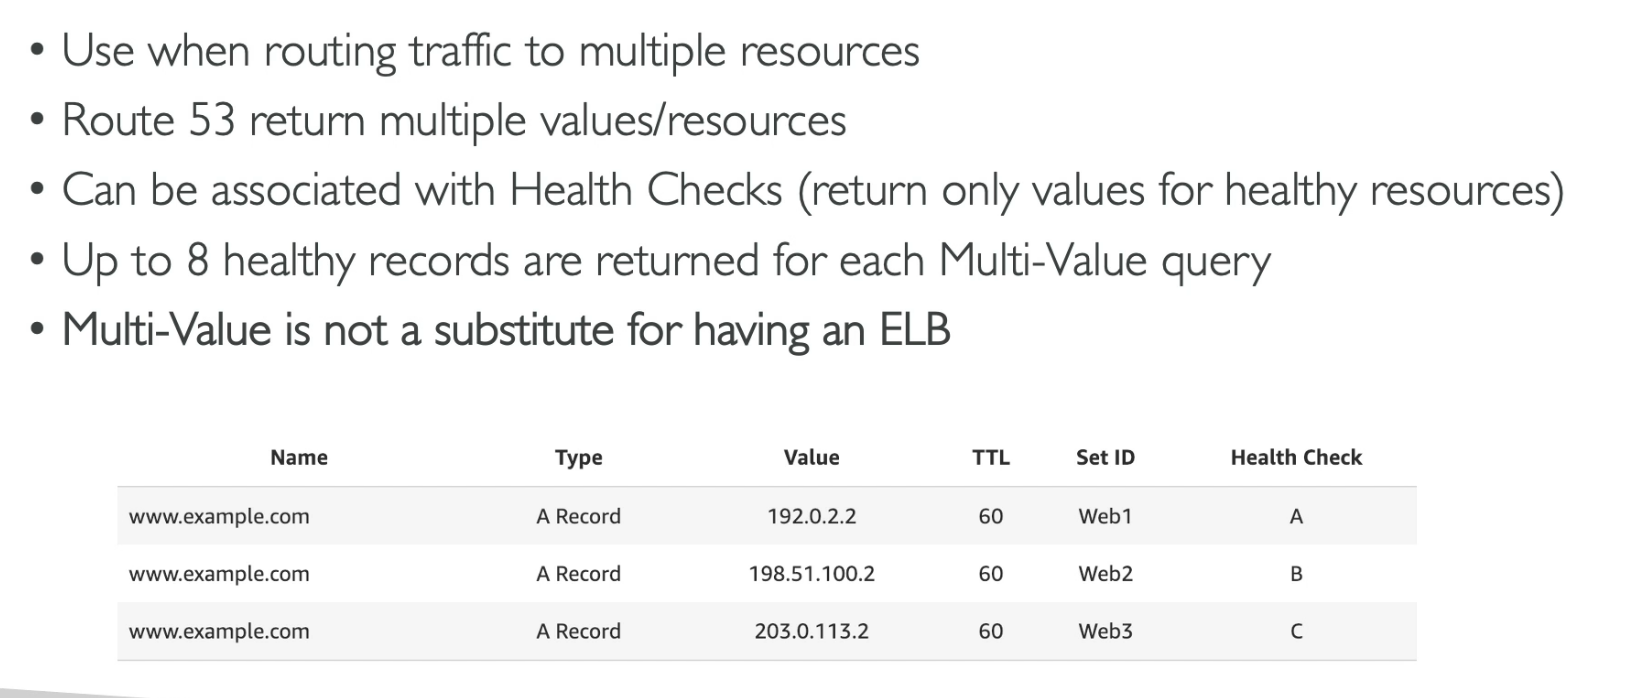 • Use when routing traffic to multiple resources
• Route 53 return multiple values/resources
• Can be associated with Health Checks (return only values for healthy resources)
• Up to 8 healthy records are returned for each Multi-Value query
• Multi-Value is not a substitute for having an ELB
Name Type Value TTL Set ID Health Check
www.example.com A Record 192.0.2.2 60 Web1 A
www.example.com A Record 198.51.100.2 60 Web2 B
www.example.com A Record 203.0.113.2 60 Web3 C